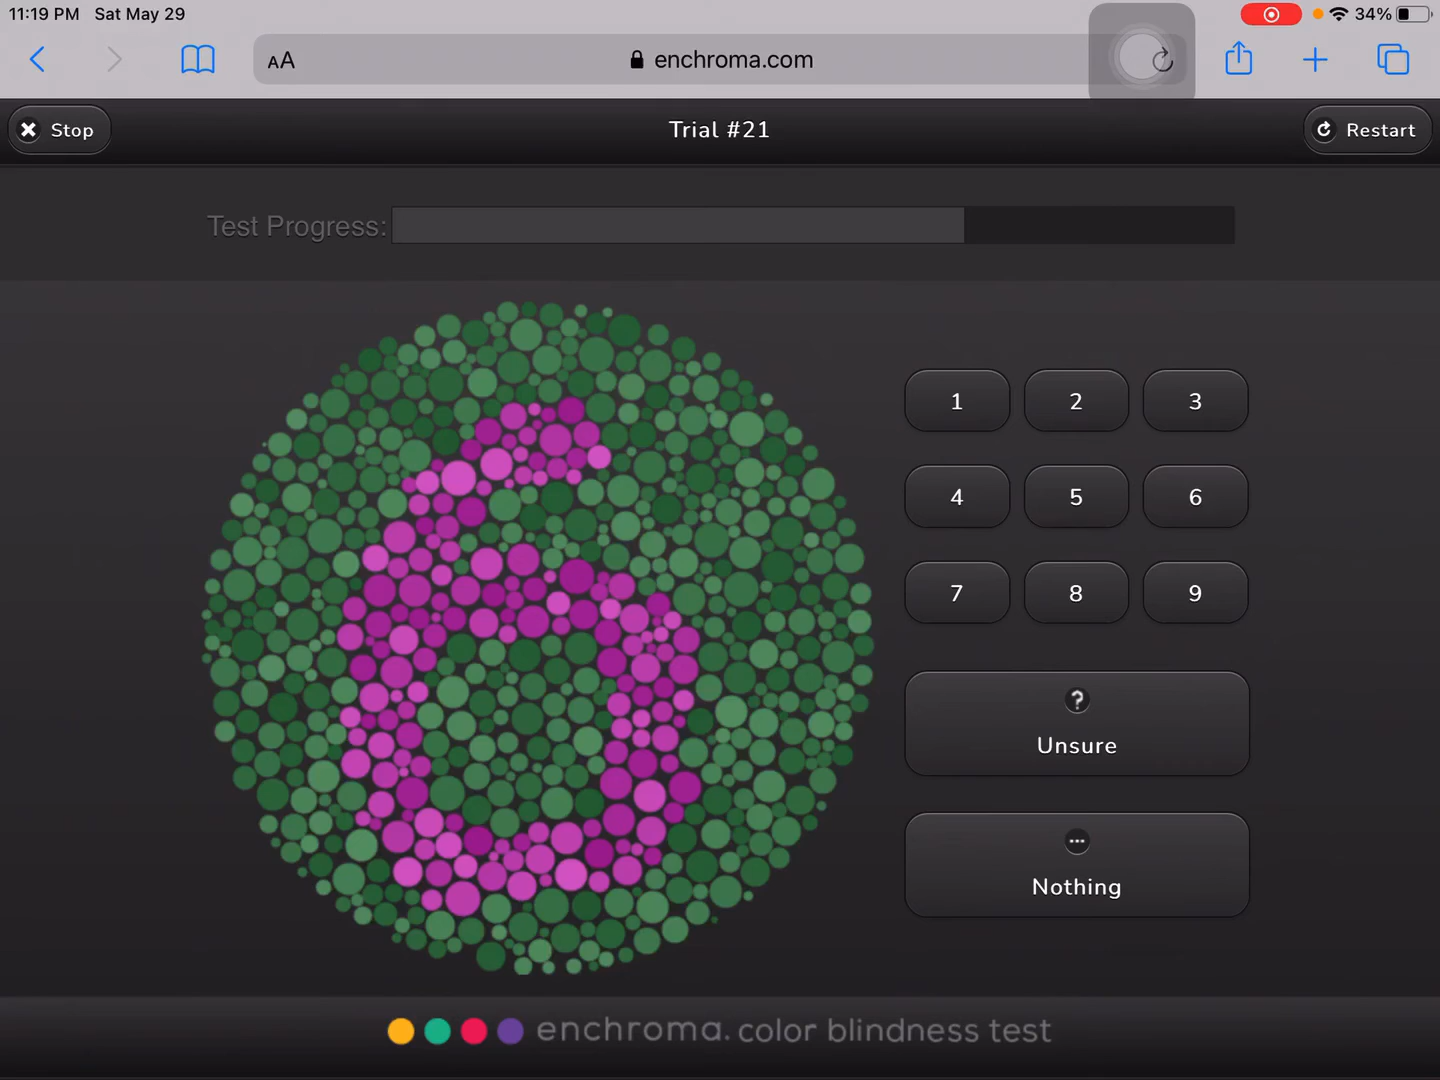 11:19 PM Sat May 29
34%
AA
enchroma.com
Stop
Trial #21
Restart
Test Progress:
6
1 2 3
4 5 6
7 8 9
?
Unsure
...
Nothing
enchroma. color blindness test